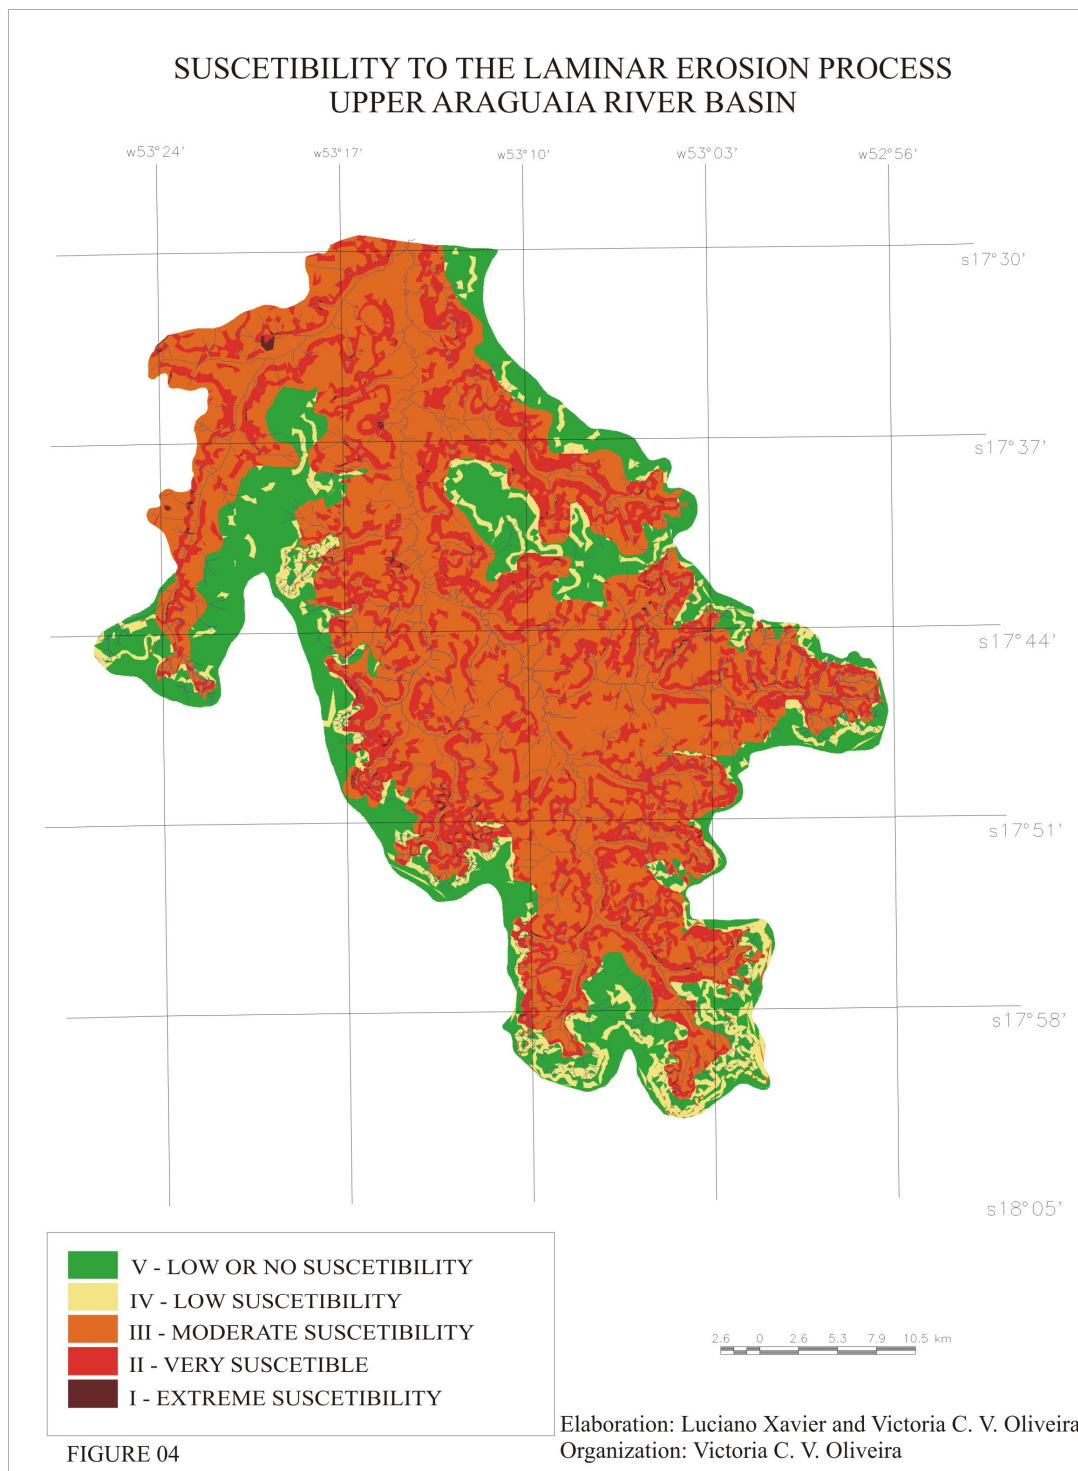 SUSCETIBILITY TO THE LAMINAR EROSION PROCESS
UPPER ARAGUAIA RIVER BASIN
w53°24' w53°17' w53°10' w53°03' w52°56'
s17°30'
s17°37'
s17°44'
s17°51'
s17°58'
s18°05'
V - LOW OR NO SUSCETIBILITY
IV - LOW SUSCETIBILITY
III - MODERATE SUSCETIBILITY
II - VERY SUSCETIBLE
I - EXTREME SUSCETIBILITY
2.6 0 2.6 5.3 7.9 10.5 km
Elaboration: Luciano Xavier and Victoria C. V. Oliveira
Organization: Victoria C. V. Oliveira
FIGURE 04